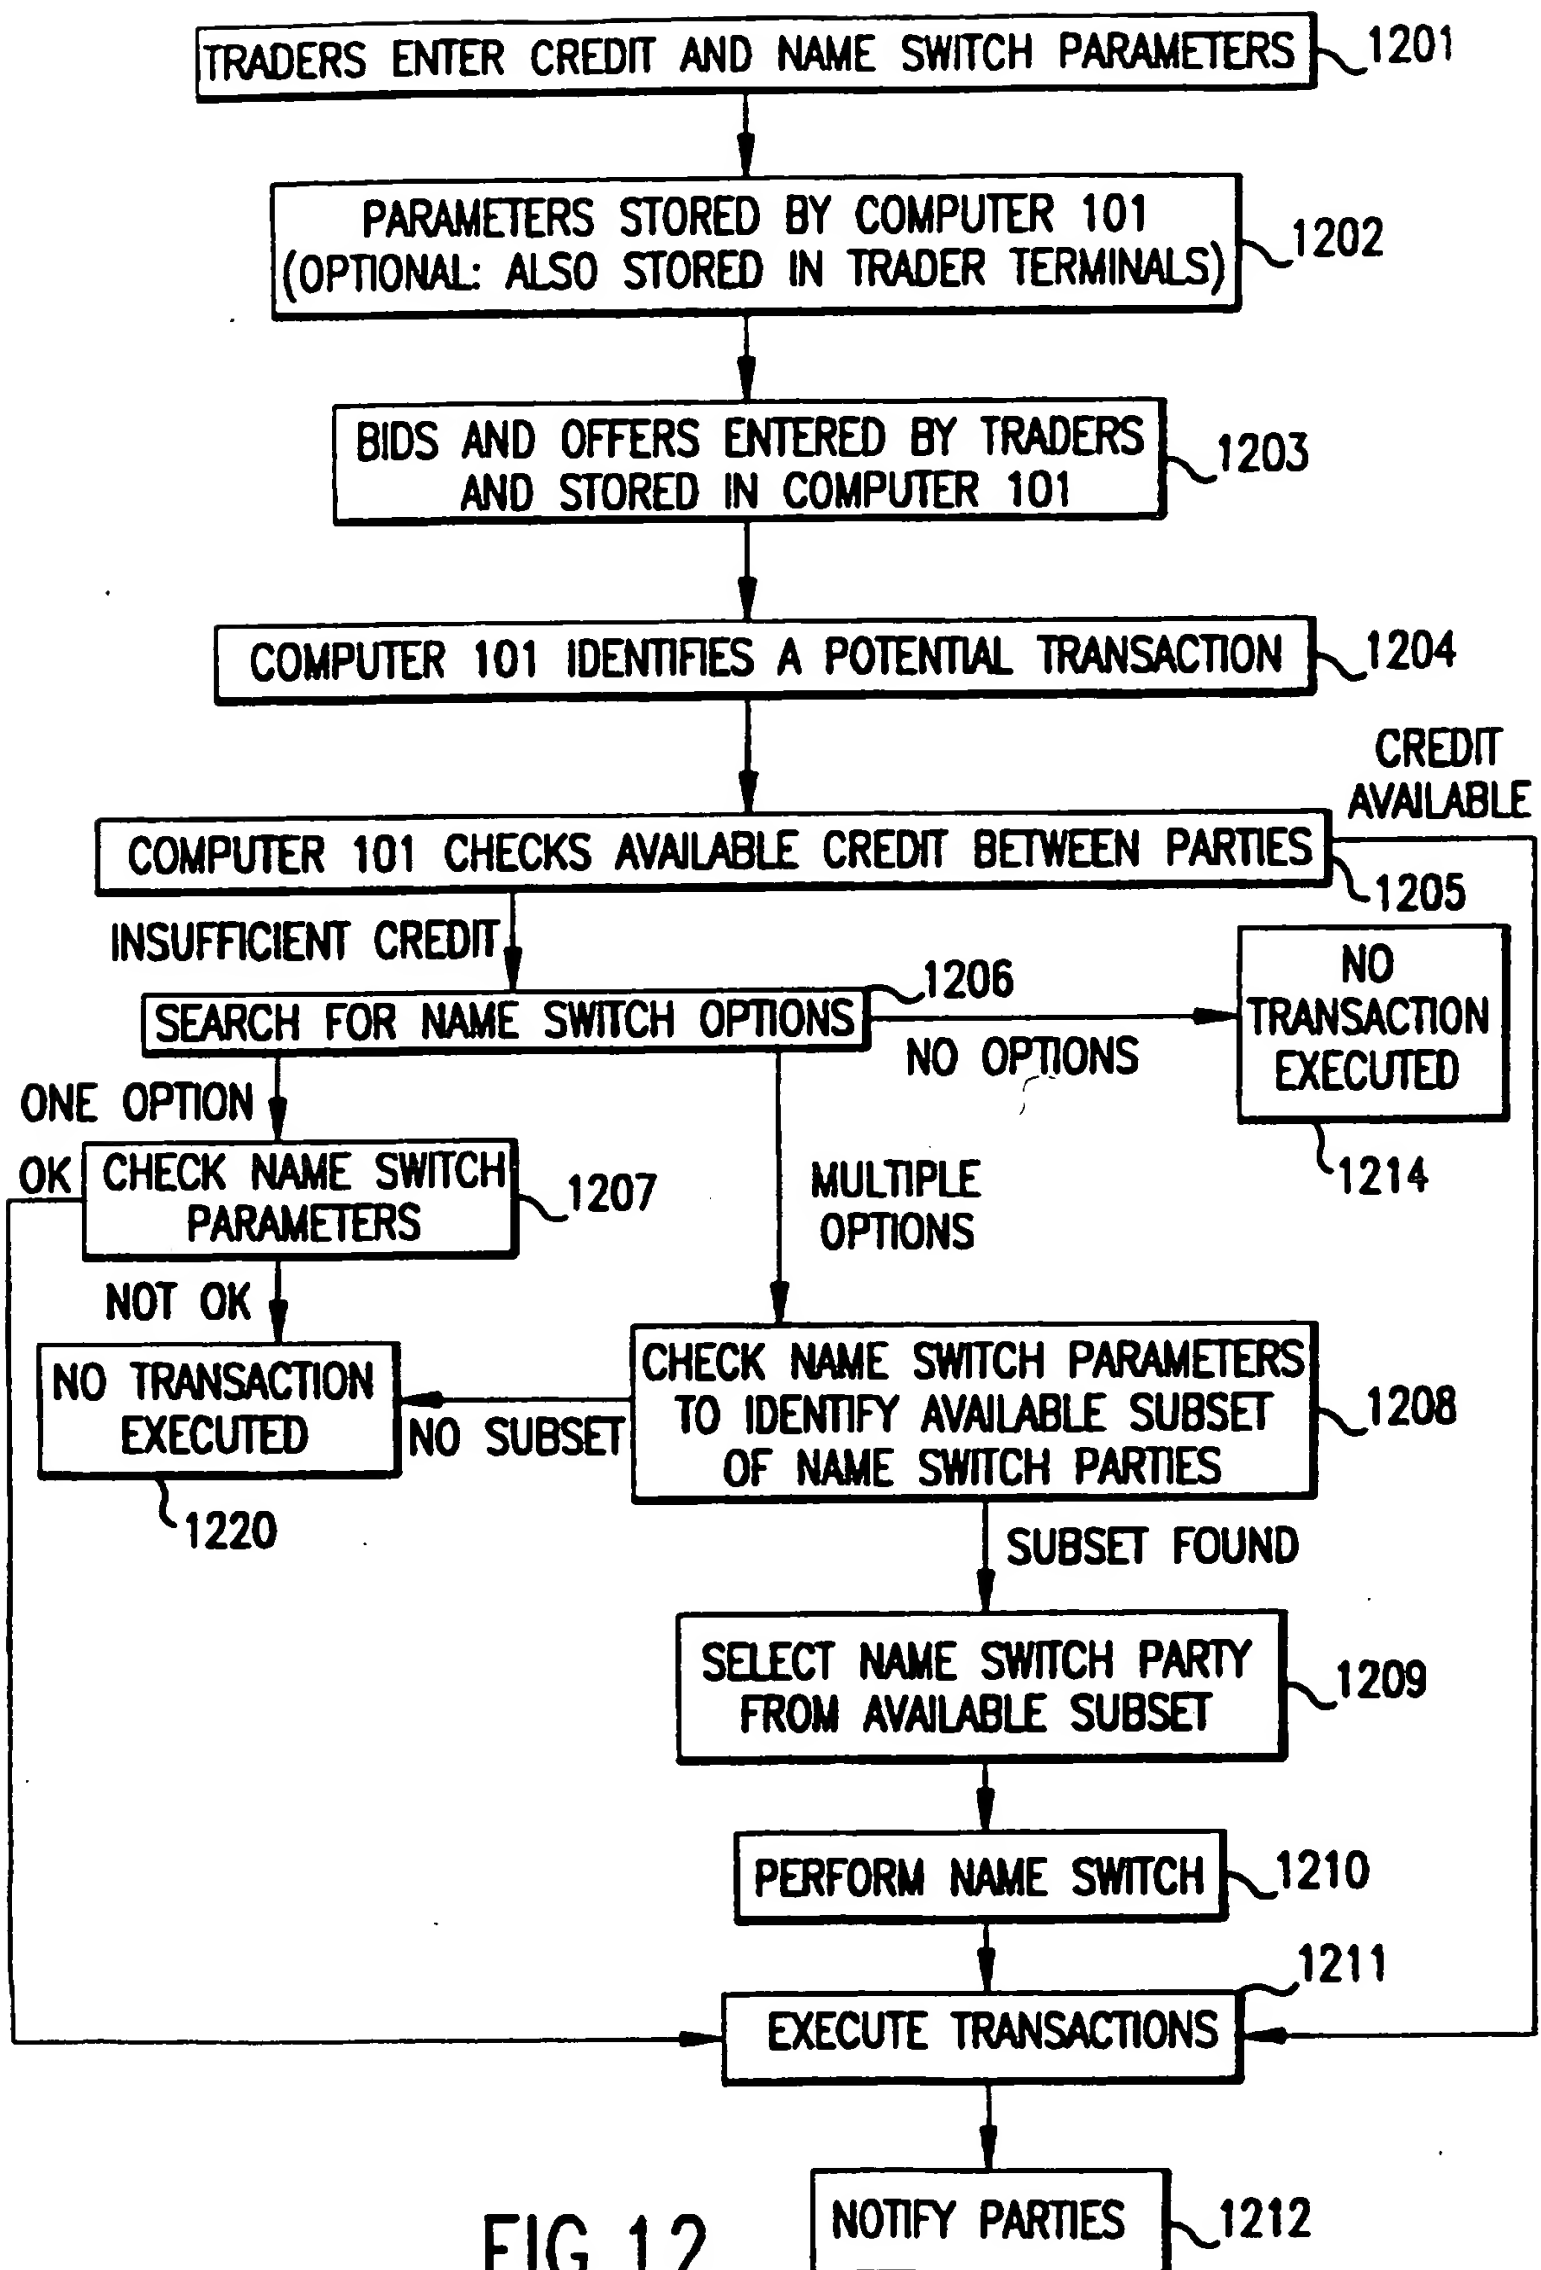 TRADERS ENTER CREDIT AND NAME SWITCH PARAMETERS
1201
PARAMETERS STORED BY COMPUTER 101
(OPTIONAL: ALSO STORED IN TRADER TERMINALS)
1202
BIDS AND OFFERS ENTERED BY TRADERS
AND STORED IN COMPUTER 101
1203
COMPUTER 101 IDENTIFIES A POTENTIAL TRANSACTION
1204
CREDIT
AVAILABLE
COMPUTER 101 CHECKS AVAILABLE CREDIT BETWEEN PARTIES
1205
INSUFFICIENT CREDIT
SEARCH FOR NAME SWITCH OPTIONS
1206
NO OPTIONS
NO
TRANSACTION
EXECUTED
1214
ONE OPTION
OK
CHECK NAME SWITCH
PARAMETERS
1207
MULTIPLE
OPTIONS
NOT OK
NO TRANSACTION
EXECUTED
1220
NO SUBSET
CHECK NAME SWITCH PARAMETERS
TO IDENTIFY AVAILABLE SUBSET
OF NAME SWITCH PARTIES
1208
SUBSET FOUND
SELECT NAME SWITCH PARTY
FROM AVAILABLE SUBSET
1209
PERFORM NAME SWITCH
1210
1211
EXECUTE TRANSACTIONS
NOTIFY PARTIES
1212
FIG.12